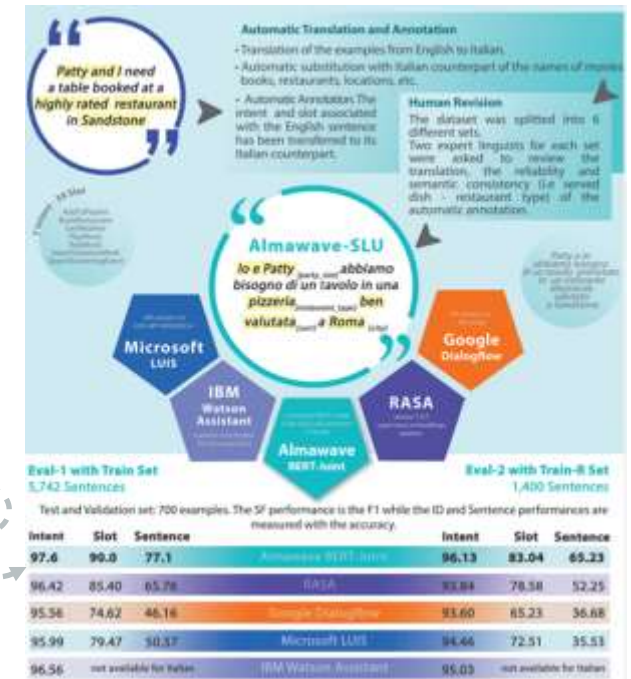 Patty and I need
a table booked at a
highly rated restaurant
in Sandstone
Automatic Translation and Annotation
• Translation of the examples from English to Italian.
• Automatic substitution with Italian counterpart of the names of movies
books, restaurants, locations, etc.
• Automatic Annotation. The
intent and slot associated
with the English sentence
has been transferred to its
Italian counterpart.
Human Revision
The dataset was splitted into 6
different sets.
Two expert linguists for each set
were asked to review the
translation, the reliability and
semantic consistency (i.e served
dish - restaurant type) of the
automatic annotation.
Almawave-SLU
Io e Patty abbiamo
bisogno di un tavolo in una
pizzeria ben
valutata a Roma
Microsoft
LUIS
IBM
Watson
Assistant
Almawave
BERT-Joint
RASA
Google
Dialogflow
Eval-1 with Train Set
5,742 Sentences
Eval-2 with Train-R Set
1,400 Sentences
Test and Validation set: 700 examples. The SF performance is the F1 while the ID and Sentence performances are
measured with the accuracy.
Intent Slot Sentence Intent Slot Sentence
97.6 90.0 77.1 Almawave BERT-Joint 96.13 83.04 65.23
96.42 85.40 65.76 RASA 93.84 78.58 52.25
95.56 74.62 46.16 Google Dialogflow 93.60 65.23 36.68
95.99 79.47 50.37 Microsoft LUIS 94.46 72.51 35.53
96.56 not available for Italian IBM Watson Assistant 95.03 not available for Italian